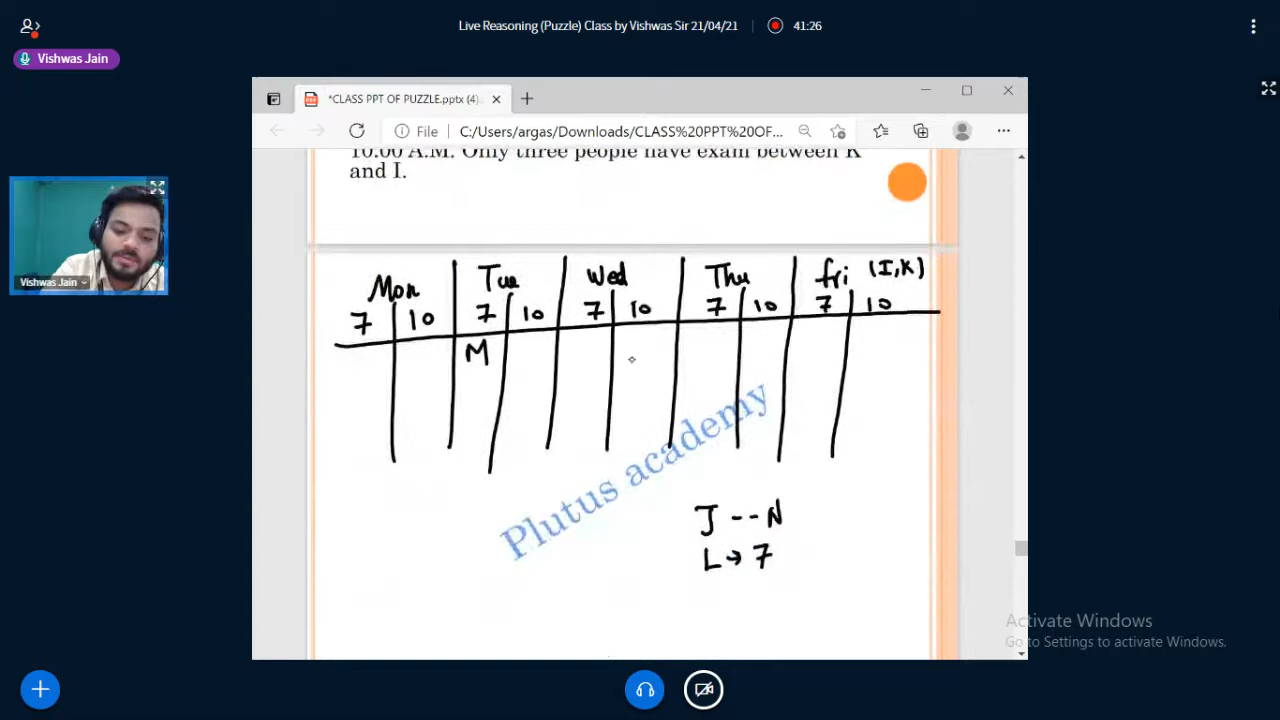 Live Reasoning (Puzzle) Class by Vishwas Sir 21/04/21 41:26
Vishwas Jain
*CLASS PPT OF PUZZLE.pptx (4).
File C:/Users/argas/Downloads/CLASS%20PPT%20OF...
10.00 A.M. Only three people have exam between K
and I.
Mon Tue Wed Thu fri (I,K)
7 10 7 10 7 10 7 10 7 10
M
Vishwas Jain
Plutus academy
J -- N
L → 7
Activate Windows
Go to Settings to activate Windows.